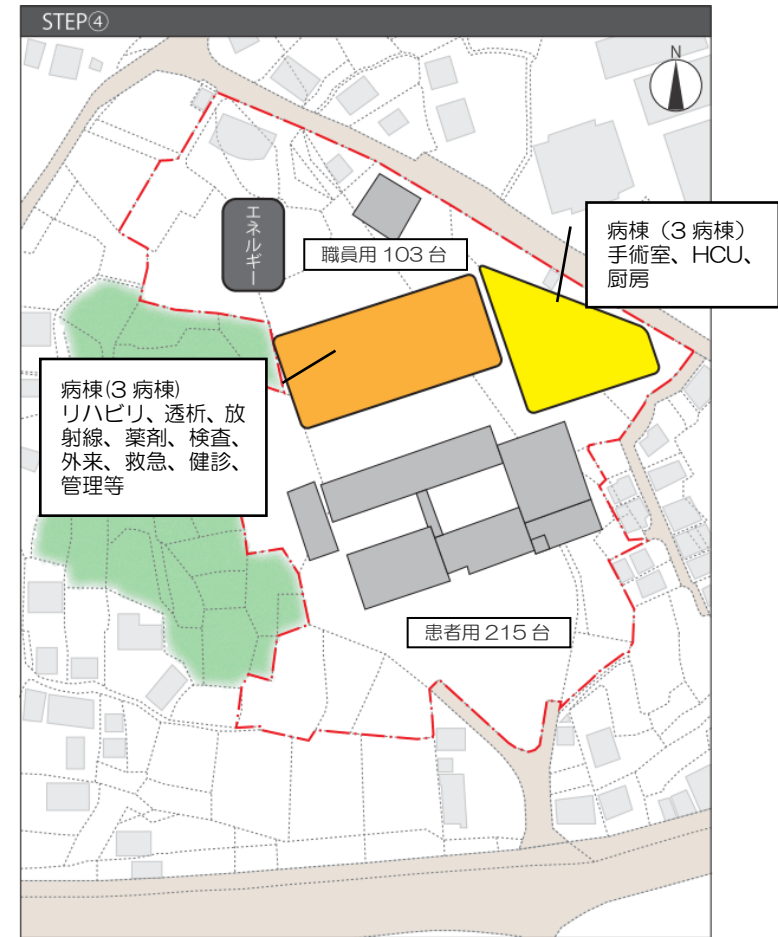 STEP④
N
エネルギー
職員用 103 台
病棟（3 病棟）
手術室、HCU、
厨房
病棟(3 病棟)
リハビリ、透析、放
射線、薬剤、検査、
外来、救急、健診、
管理等
患者用 215 台